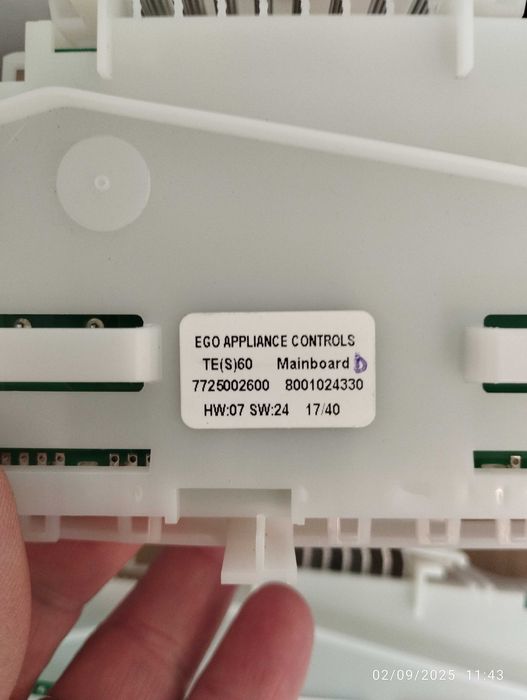 EGO APPLIANCE CONTROLS
TE(S)60 Mainboard D
7725002600 8001024330
HW:07 SW:24 17/40
02/09/2025 11:43